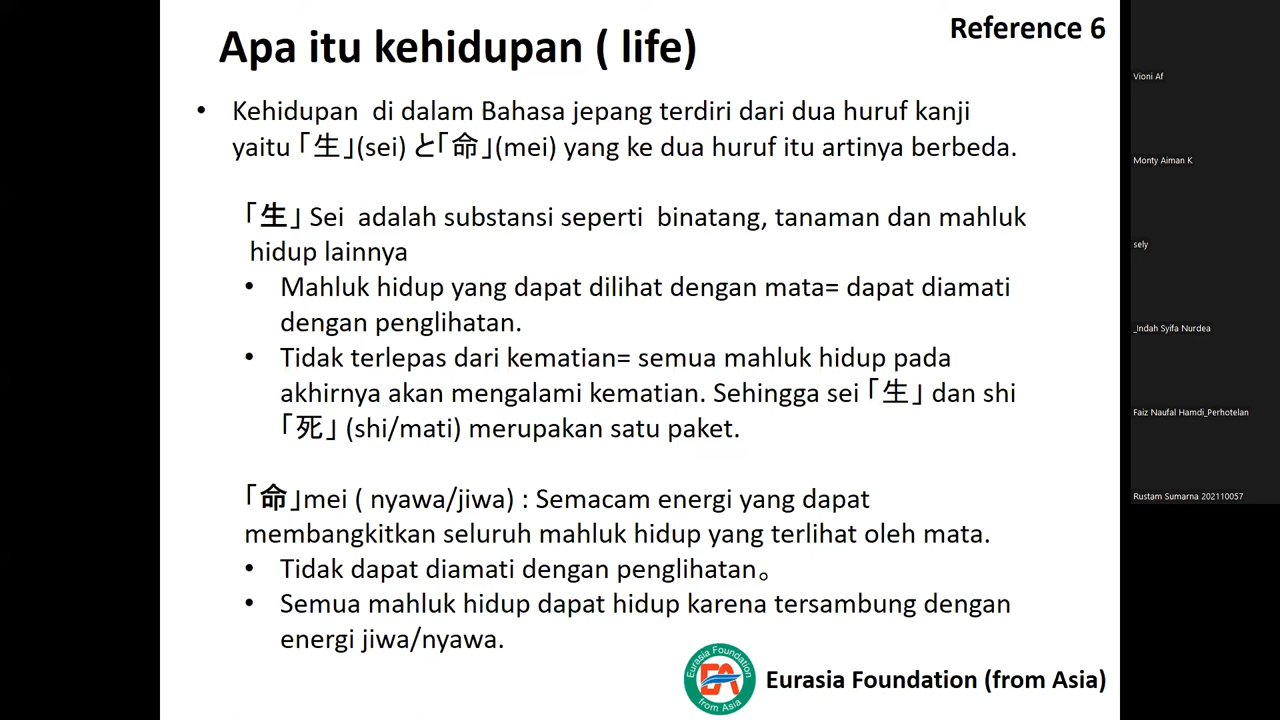 Reference 6
Apa itu kehidupan ( life)
• Kehidupan di dalam Bahasa jepang terdiri dari dua huruf kanji
yaitu「生」(sei) と「命」(mei) yang ke dua huruf itu artinya berbeda.
「生」 Sei adalah substansi seperti binatang, tanaman dan mahluk
hidup lainnya
• Mahluk hidup yang dapat dilihat dengan mata= dapat diamati
dengan penglihatan.
• Tidak terlepas dari kematian= semua mahluk hidup pada
akhirnya akan mengalami kematian. Sehingga sei「生」 dan shi
「死」 (shi/mati) merupakan satu paket.
「命」mei ( nyawa/jiwa) : Semacam energi yang dapat
membangkitkan seluruh mahluk hidup yang terlihat oleh mata.
• Tidak dapat diamati dengan penglihatan。
• Semua mahluk hidup dapat hidup karena tersambung dengan
energi jiwa/nyawa.
Eurasia Foundation
EA
from Asia
Eurasia Foundation (from Asia)
Vioni Af
Monty Aiman K
sely
_Indah Syifa Nurdea
Faiz Naufal Hamdi_Perhotelan
Rustam Sumarna 202110057